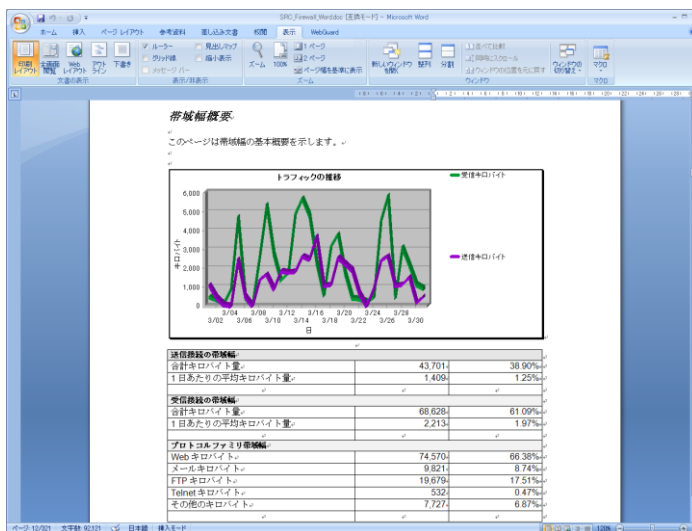 SRC_Firewall_Word.doc [互換モード] - Microsoft Word
ホーム 挿入 ページ レイアウト 参考資料 差し込み文書 校閲 表示 WebGuard
印刷レイアウト 全画面閲覧 Web レイアウト アウトライン 下書き
ルーラー 見出しマップ
グリッド線 縮小表示
メッセージ バー
ズーム 100% 1 ページ
2 ページ
ページ幅を基準に表示
新しいウィンドウを開く 整列 分割
並べて比較
同時にスクロール
ウィンドウの位置を元に戻す
ウィンドウの切り替え マクロ
文書の表示 表示/非表示 ズーム ウィンドウ マクロ
帯域幅概要
このページは帯域幅の基本概要を示します。
トラフィックの推移
受信キロバイト
送信キロバイト
キロバイト
6,000
5,000
4,000
3,000
2,000
1,000
0
3/04 3/08 3/12 3/16 3/20 3/24 3/28
3/02 3/06 3/10 3/14 3/18 3/22 3/26 3/30
日
送信接続の帯域幅
合計キロバイト量 43,701 38.90%
1日あたりの平均キロバイト量 1,409 1.25%
受信接続の帯域幅
合計キロバイト量 68,628 61.09%
1日あたりの平均キロバイト量 2,213 1.97%
プロトコルファミリ帯域幅
Web キロバイト 74,570 66.38%
メールキロバイト 9,821 8.74%
FTP キロバイト 19,679 17.51%
Telnet キロバイト 532 0.47%
その他のキロバイト 7,727 6.87%
ページ: 12/321 文字数: 92,121 日本語 挿入モード 120%